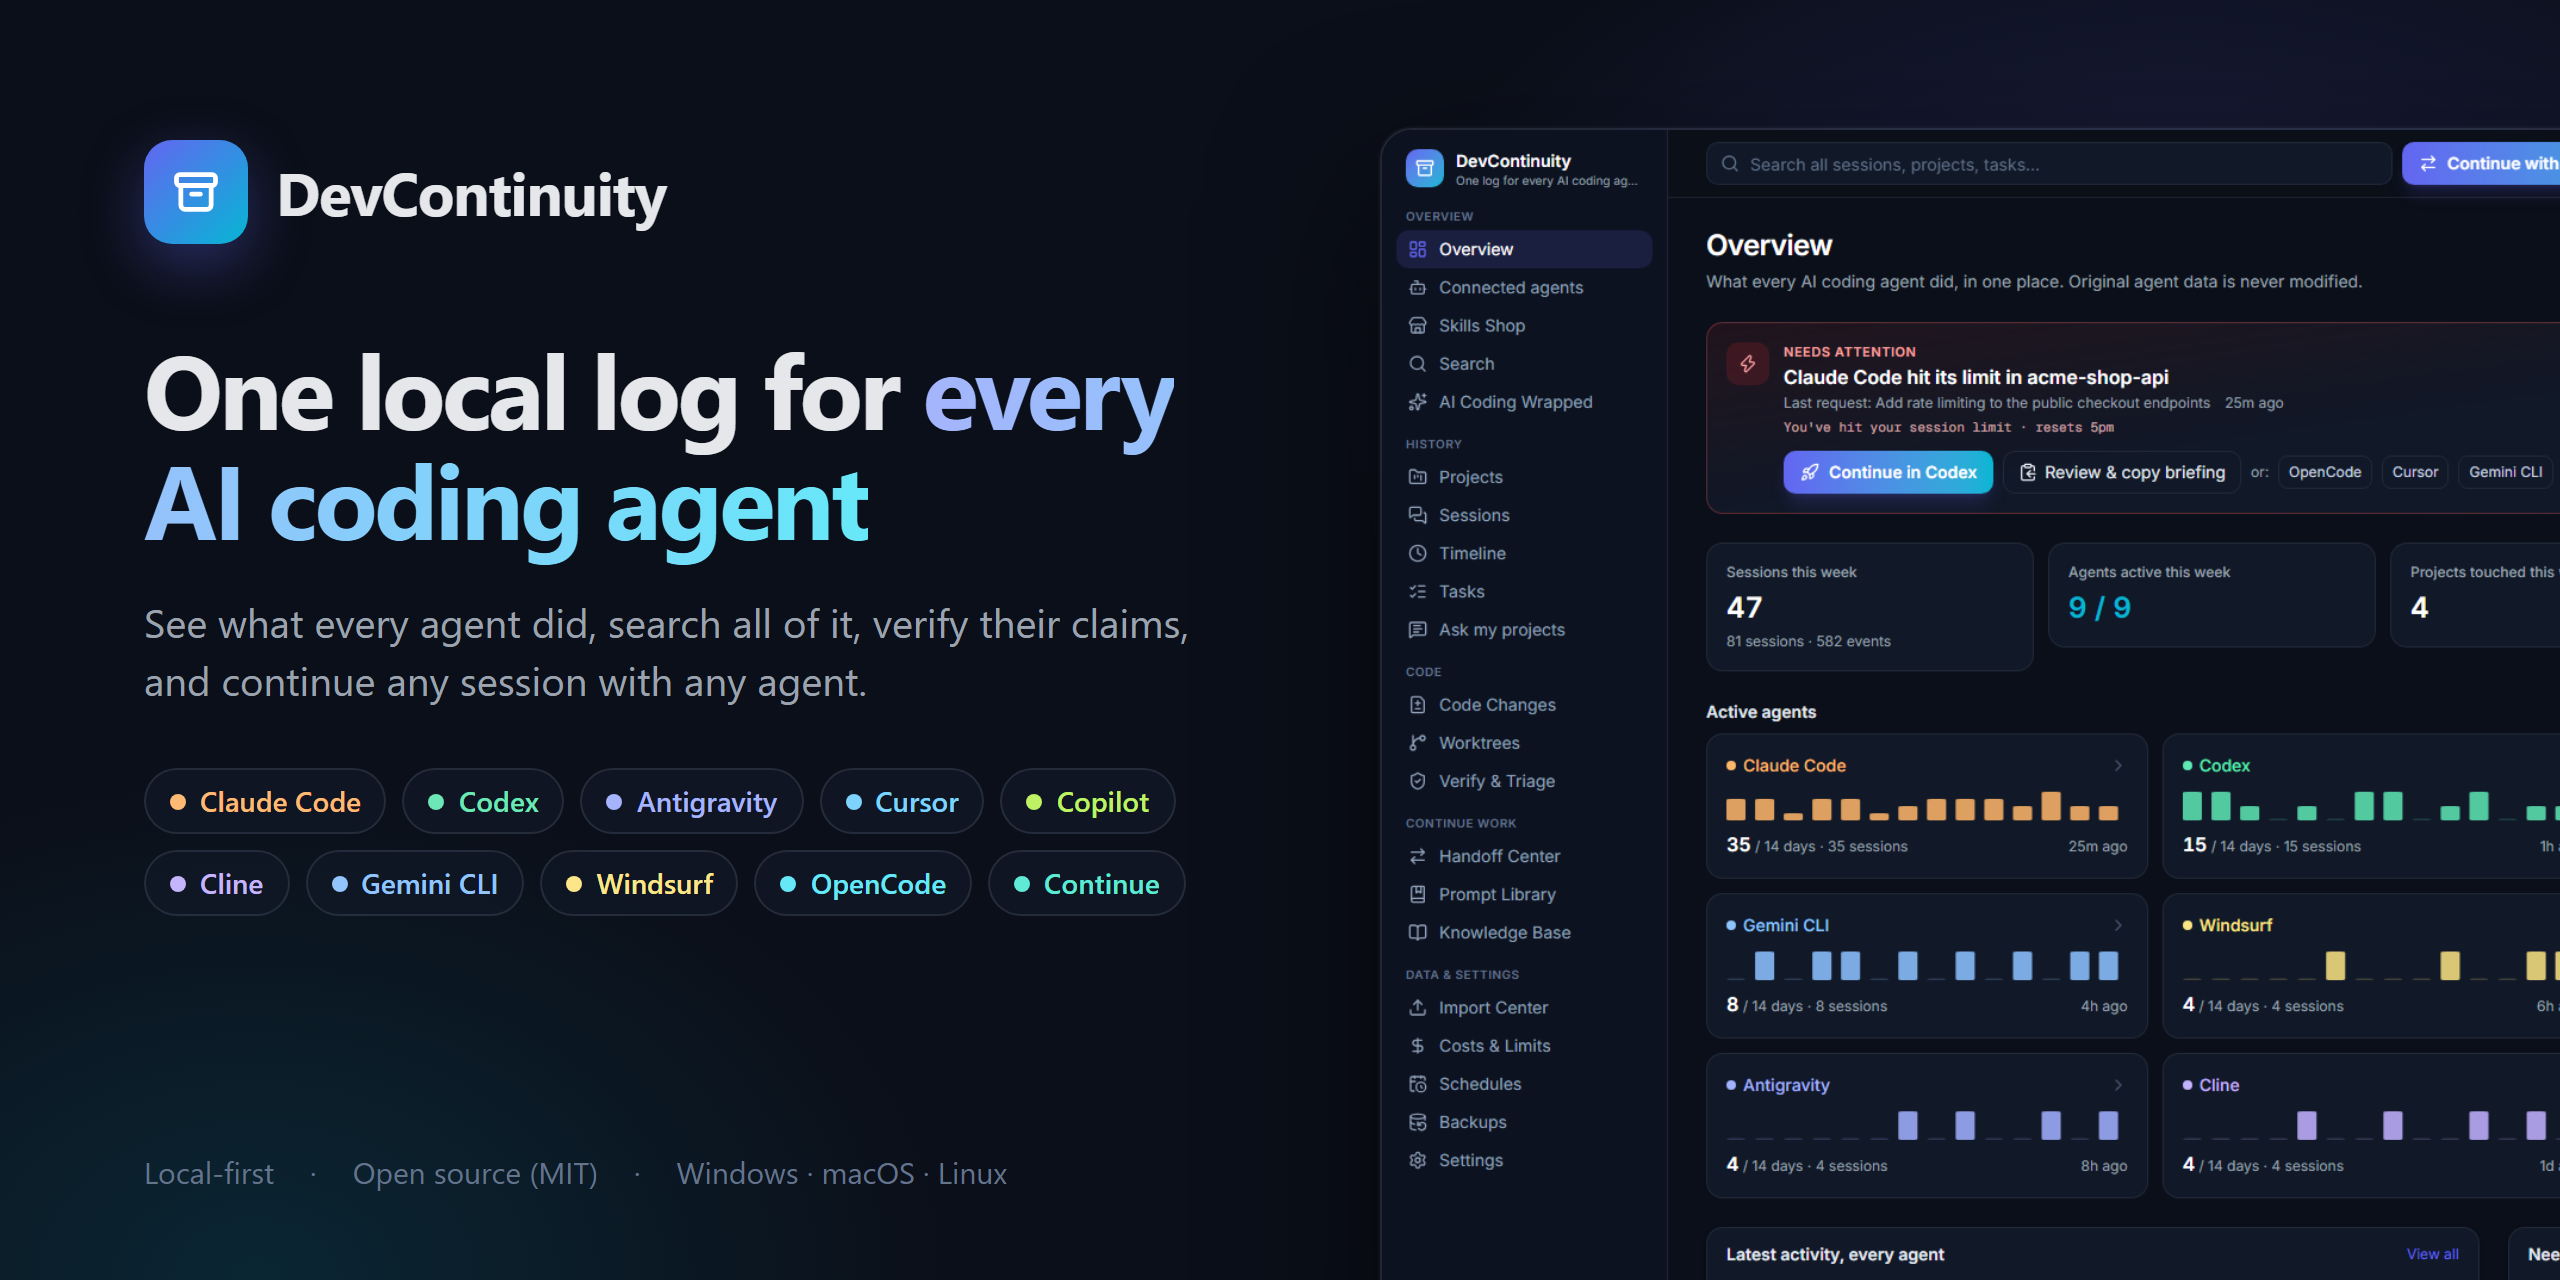 DevContinuity
One local log for every
AI coding agent
See what every agent did, search all of it, verify their claims,
and continue any session with any agent.
Claude Code
Codex
Antigravity
Cursor
Copilot
Cline
Gemini CLI
Windsurf
OpenCode
Continue
Local-first · Open source (MIT) · Windows · macOS · Linux
DevContinuity
One log for every AI coding ag...
OVERVIEW
Overview
Connected agents
Skills Shop
Search
AI Coding Wrapped
HISTORY
Projects
Sessions
Timeline
Tasks
Ask my projects
CODE
Code Changes
Worktrees
Verify & Triage
CONTINUE WORK
Handoff Center
Prompt Library
Knowledge Base
DATA & SETTINGS
Import Center
Costs & Limits
Schedules
Backups
Settings
Search all sessions, projects, tasks...
Continue with
Overview
What every AI coding agent did, in one place. Original agent data is never modified.
NEEDS ATTENTION
Claude Code hit its limit in acme-shop-api
Last request: Add rate limiting to the public checkout endpoints 25m ago
You've hit your session limit · resets 5pm
Continue in Codex
Review & copy briefing
or:
OpenCode
Cursor
Gemini CLI
Sessions this week
47
81 sessions · 582 events
Agents active this week
9 / 9
Projects touched this
4
Active agents
Claude Code
35 / 14 days · 35 sessions
25m ago
Codex
15 / 14 days · 15 sessions
1h
Gemini CLI
8 / 14 days · 8 sessions
4h ago
Windsurf
4 / 14 days · 4 sessions
6h
Antigravity
4 / 14 days · 4 sessions
8h ago
Cline
4 / 14 days · 4 sessions
1d
Latest activity, every agent
View all
Nee